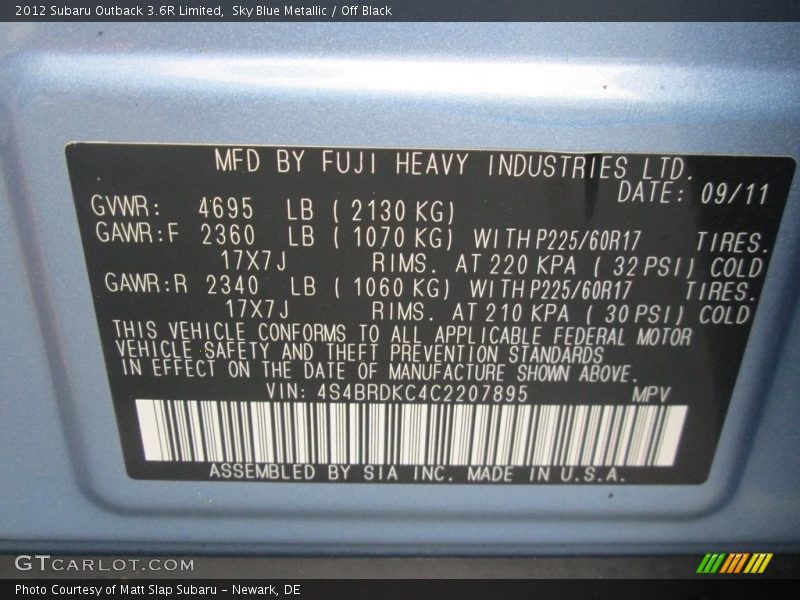 2012 Subaru Outback 3.6R Limited, Sky Blue Metallic / Off Black
MFD BY FUJI HEAVY INDUSTRIES LTD.
DATE: 09/11
GVWR: 4695 LB ( 2130 KG)
GAWR:F 2360 LB ( 1070 KG) WITH P225/60R17 TIRES.
17X7J RIMS. AT 220 KPA ( 32 PSI) COLD
GAWR:R 2340 LB ( 1060 KG) WITH P225/60R17 TIRES.
17X7J RIMS. AT 210 KPA ( 30 PSI) COLD
THIS VEHICLE CONFORMS TO ALL APPLICABLE FEDERAL MOTOR
VEHICLE SAFETY AND THEFT PREVENTION STANDARDS
IN EFFECT ON THE DATE OF MANUFACTURE SHOWN ABOVE.
VIN: 4S4BRDKC4C2207895 MPV
ASSEMBLED BY SIA INC. MADE IN U.S.A.
GTCARLOT.COM
Photo Courtesy of Matt Slap Subaru - Newark, DE